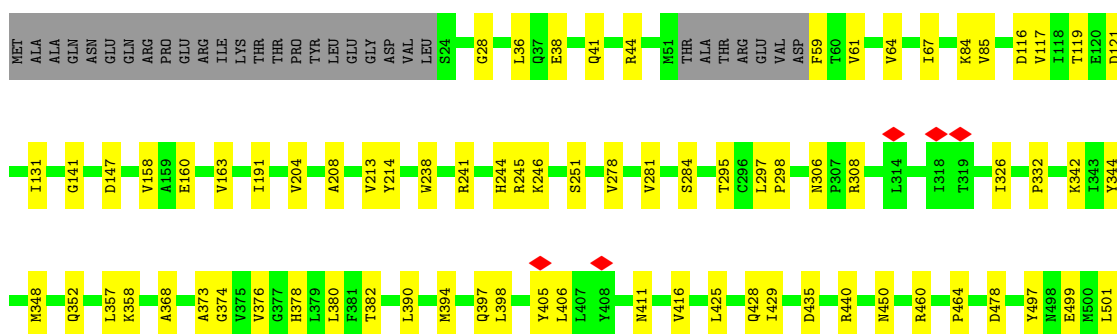 MET ALA ALA GLN ASN GLU GLN ARG PRO GLU ARG ILE LYS THR THR PRO TYR LEU GLU GLY ASP VAL LEU S24 G28 L36 Q37 E38 Q41 R44 M51 THR ALA THR ARG GLU VAL ASP F59 T60 V61 V64 I67 K84 V85 D116 V117 I118 T119 E120 D121
I131 G141 D147 V158 A159 E160 V163 I191 V204 A208 V213 Y214 W238 R241 H244 R245 K246 S251 V278 V281 S284 T295 C296 L297 P298 N306 P307 R308 L314 I318 T319 I326 P332 K342 I343 Y344
M348 Q352 L357 K358 A368 A373 G374 V375 V376 G377 H378 L379 L380 F381 T382 L390 M394 Q397 L398 Y405 L406 L407 Y408 N411 V416 L425 Q428 I429 D435 R440 N450 R460 P464 D478 Y497 N498 E499 M500 L501